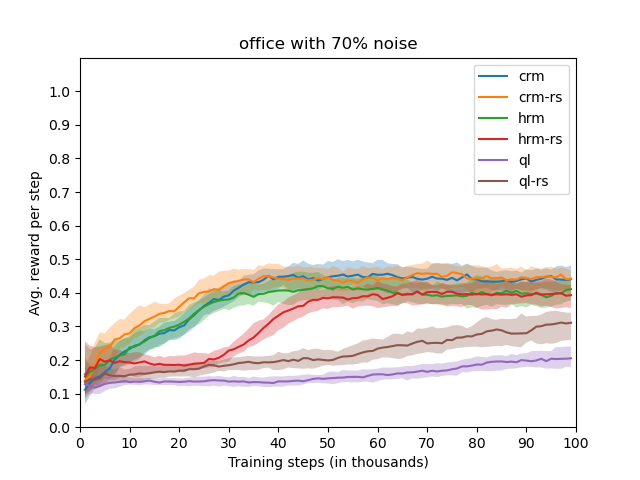 office with 70% noise
Avg. reward per step
1.0
0.9
0.8
0.7
0.6
0.5
0.4
0.3
0.2
0.1
0.0
crm
crm-rs
hrm
hrm-rs
ql
ql-rs
0 10 20 30 40 50 60 70 80 90 100
Training steps (in thousands)